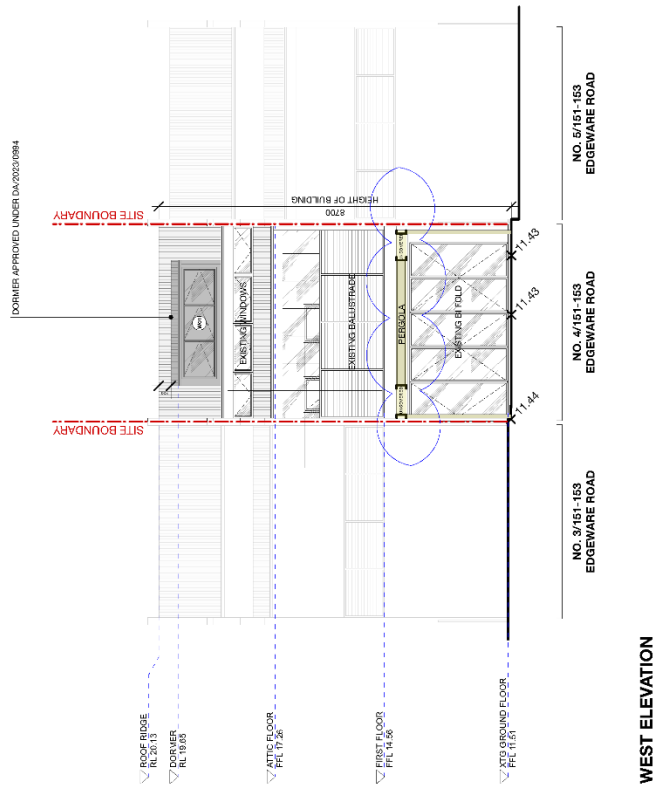 DORMER APPROVED UNDER DA/2023/0984
SITE BOUNDARY
SITE BOUNDARY
8700
HEIGHT OF BUILDING
EXISTING WINDOWS
EXISTING BALLUSTRADE
PERGOLA
EXISTING BI FOLD
11.44
11.43
11.43
ROOF RIDGE
RL 20.13
DORMER
RL 19.65
ATTIC FLOOR
FFL 17.26
FIRST FLOOR
FFL 14.56
XTG GROUND FLOOR
FFL 11.51
NO. 3/151-153
EDGEWARE ROAD
NO. 4/151-153
EDGEWARE ROAD
NO. 5/151-153
EDGEWARE ROAD
WEST ELEVATION